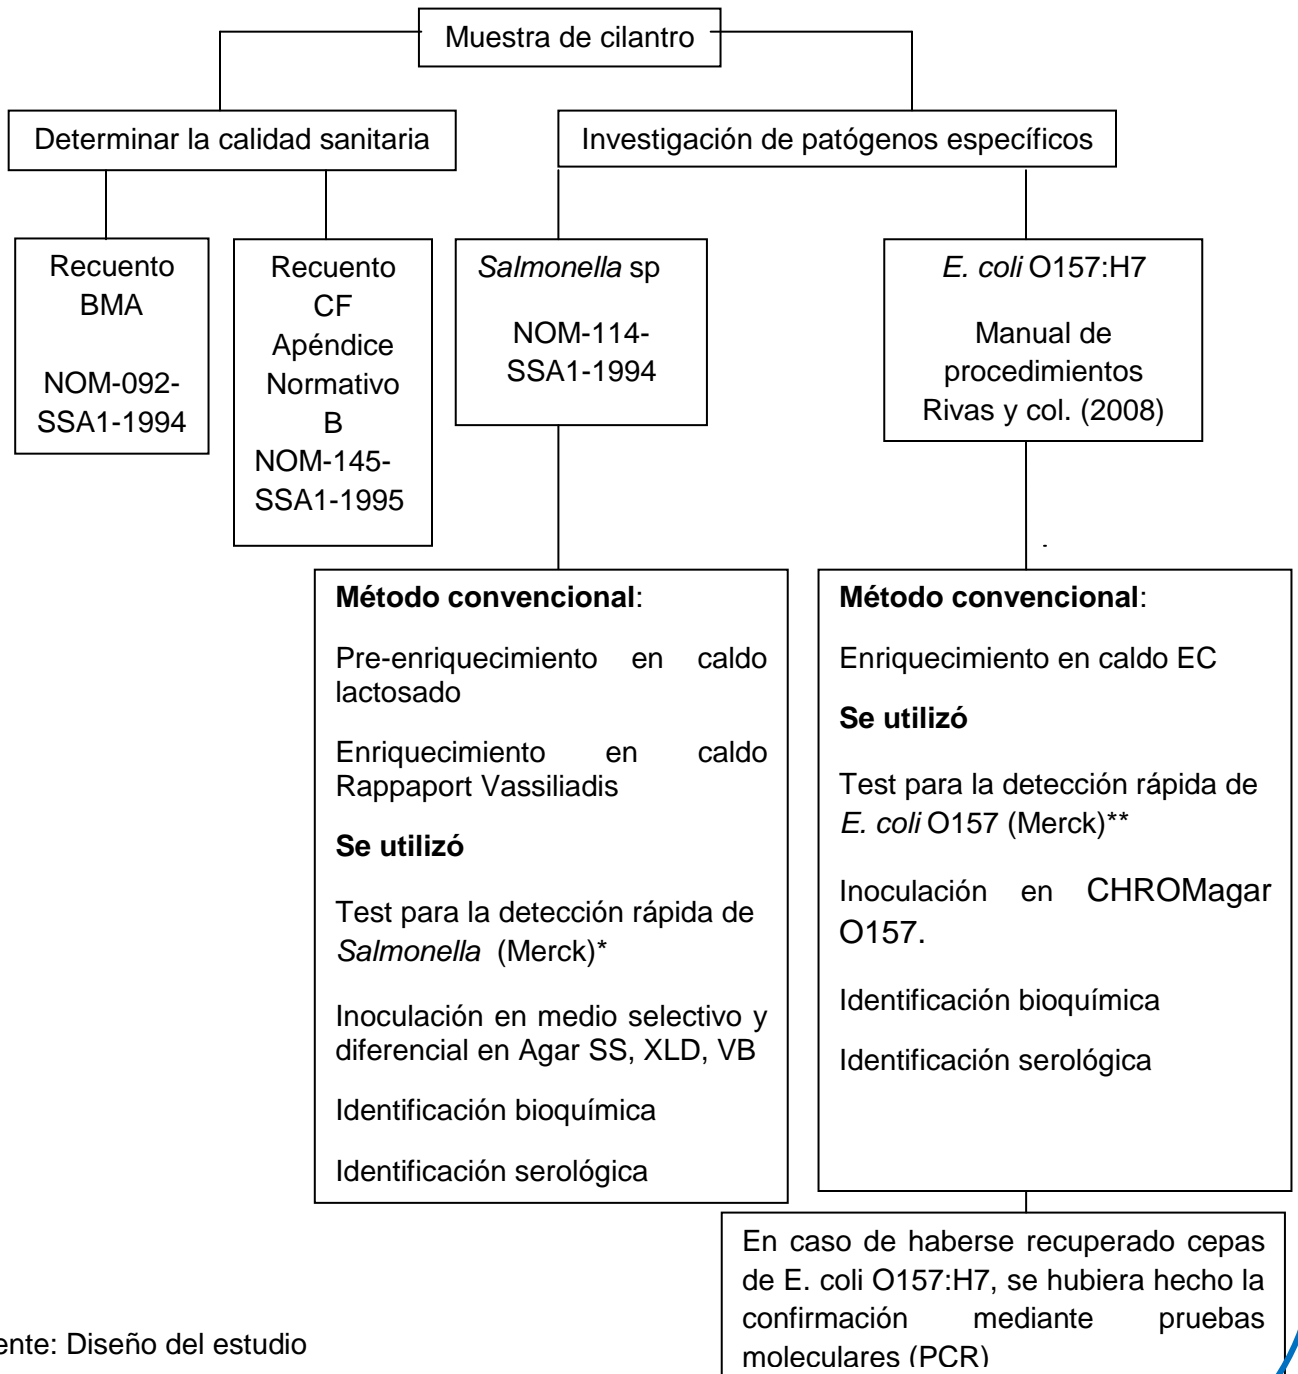 Muestra de cilantro
Determinar la calidad sanitaria
Investigación de patógenos específicos
Recuento
BMA
NOM-092-
SSA1-1994
Recuento
CF
Apéndice
Normativo
B
NOM-145-
SSA1-1995
Salmonella sp
NOM-114-
SSA1-1994
E. coli O157:H7
Manual de
procedimientos
Rivas y col. (2008)
Método convencional:
Pre-enriquecimiento en caldo
lactosado
Enriquecimiento en caldo
Rappaport Vassiliadis
Se utilizó
Test para la detección rápida de
Salmonella (Merck)*
Inoculación en medio selectivo y
diferencial en Agar SS, XLD, VB
Identificación bioquímica
Identificación serológica
Método convencional:
Enriquecimiento en caldo EC
Se utilizó
Test para la detección rápida de
E. coli O157 (Merck)**
Inoculación en CHROMagar
O157.
Identificación bioquímica
Identificación serológica
En caso de haberse recuperado cepas
de E. coli O157:H7, se hubiera hecho la
confirmación mediante pruebas
moleculares (PCR)
ente: Diseño del estudio